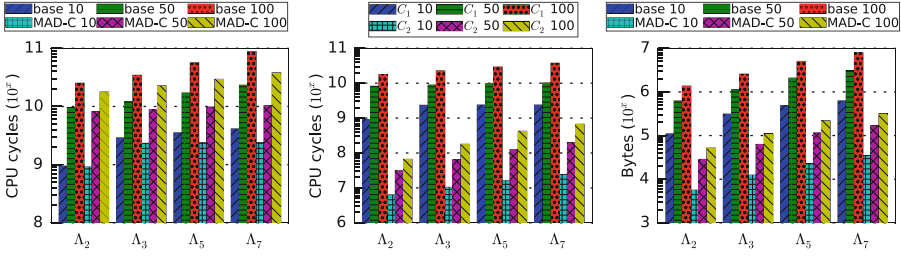 base 10 base 50 base 100
MAD-C 10 MAD-C 50 MAD-C 100
CPU cycles (10^x)
11
10
9
8
Λ₂ Λ₃ Λ₅ Λ₇
C₁ 10 C₁ 50 C₁ 100
C₂ 10 C₂ 50 C₂ 100
CPU cycles (10^x)
11
10
9
8
7
6
Λ₂ Λ₃ Λ₅ Λ₇
base 10 base 50 base 100
MAD-C 10 MAD-C 50 MAD-C 100
Bytes (10^x)
7
6
5
4
3
Λ₂ Λ₃ Λ₅ Λ₇